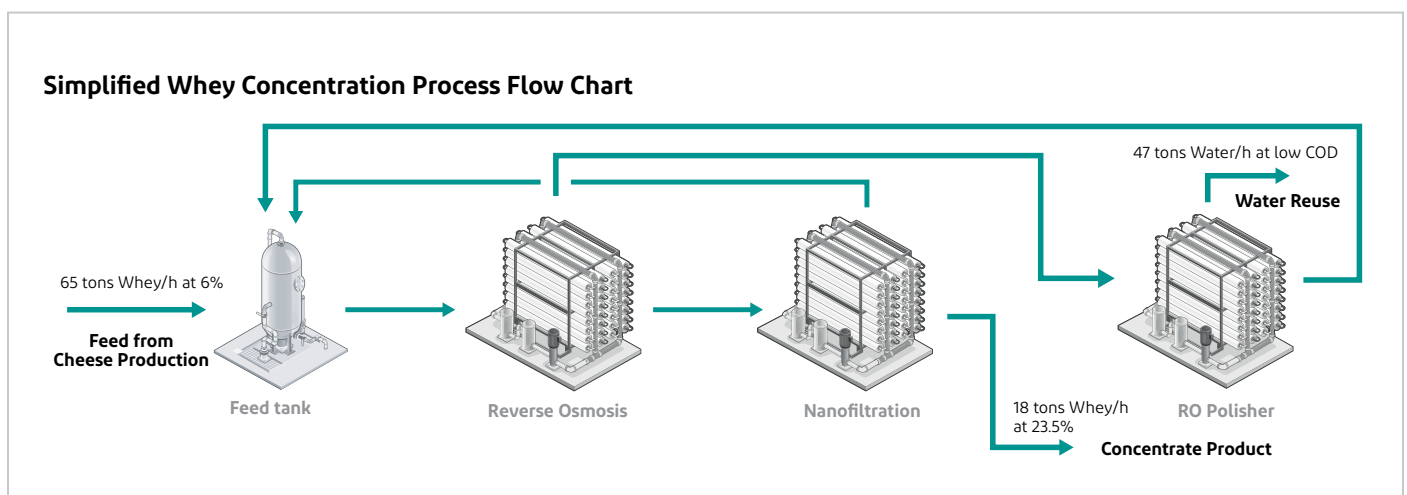 Simplified Whey Concentration Process Flow Chart
47 tons Water/h at low COD
Water Reuse
65 tons Whey/h at 6%
Feed from
Cheese Production
Feed tank
Reverse Osmosis
Nanofiltration
18 tons Whey/h
at 23.5%
RO Polisher
Concentrate Product